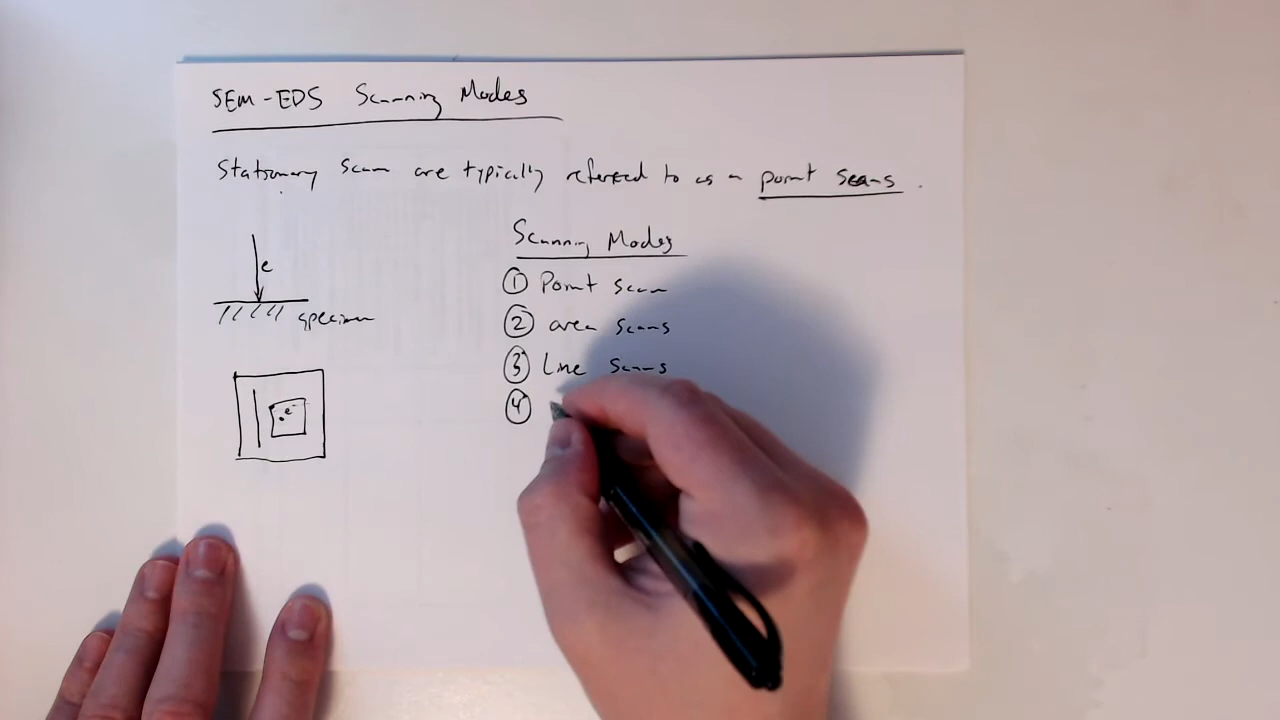 SEM-EDS Scanning Modes
Stationary scan are typically referred to as a point scans.
e
specimen
e-
Scanning Modes
① Point scan
② area scans
③ Line scans
④